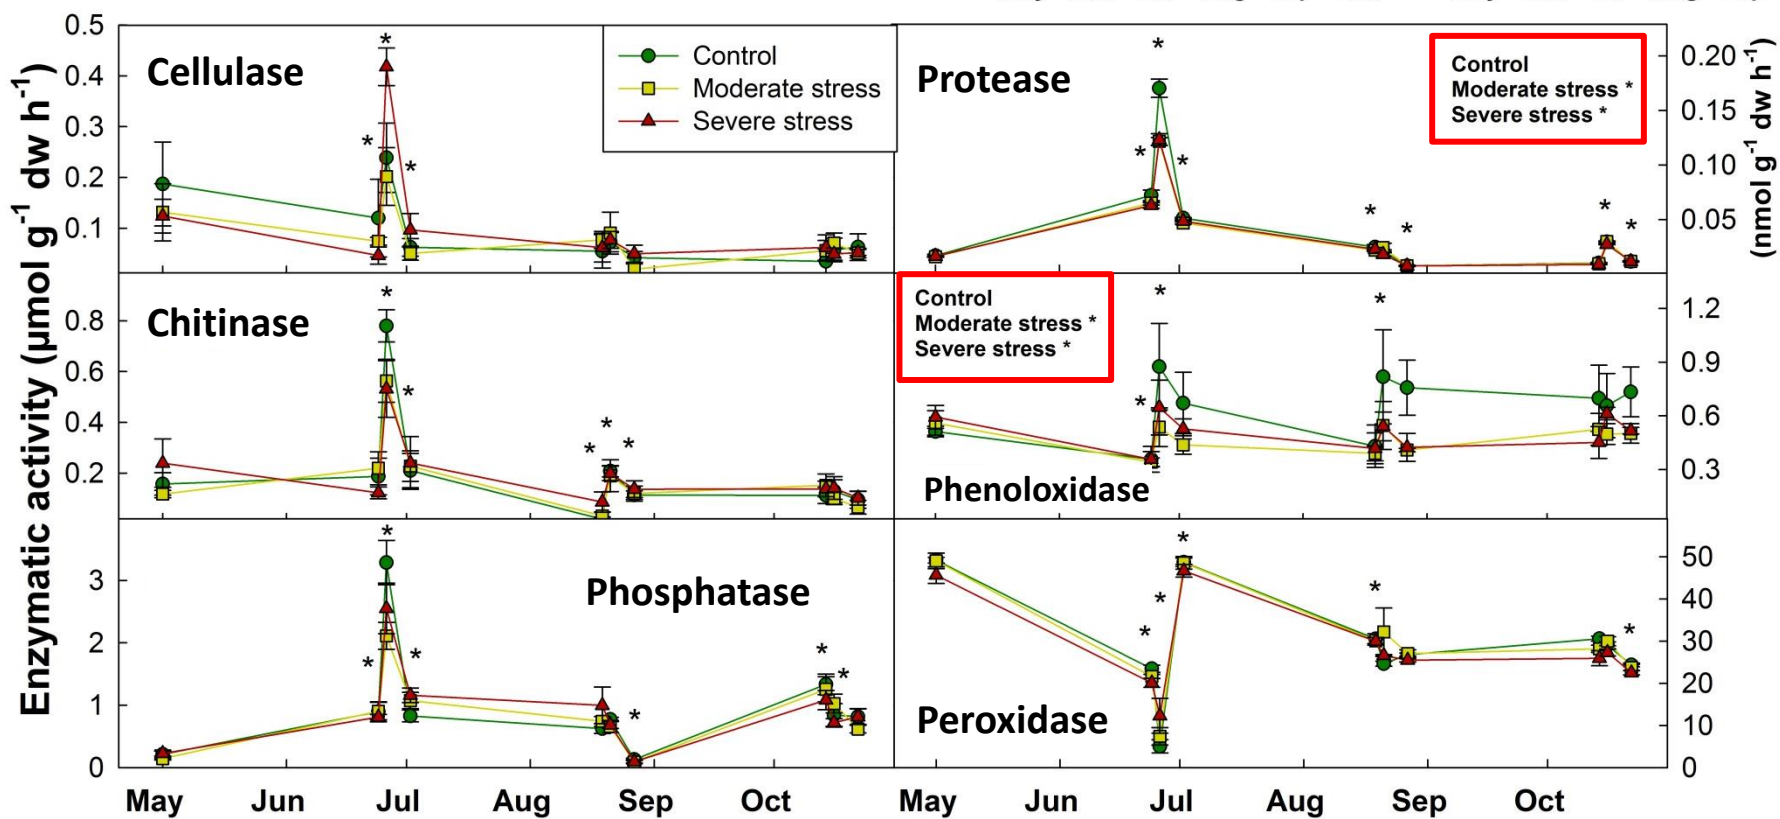 Enzymatic activity (µmol g⁻¹ dw h⁻¹)
0.5
0.4
0.3
0.2
0.1
Cellulase
Control
Moderate stress
Severe stress
*
*
*
Protease
Control
Moderate stress *
Severe stress *
*
*
*
*
*
*
*
0.20
0.15
0.10
0.05
(nmol g⁻¹ dw h⁻¹)
0.8
0.6
0.4
0.2
Chitinase
*
*
*
*
*
Control
Moderate stress *
Severe stress *
*
*
*
Phenoloxidase
1.2
0.9
0.6
0.3
3
2
1
0
Phosphatase
*
*
*
*
*
*
Peroxidase
*
*
*
*
*
50
40
30
20
10
0
May Jun Jul Aug Sep Oct
May Jun Jul Aug Sep Oct